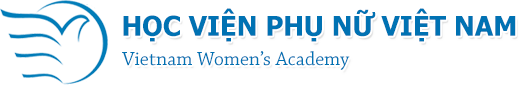 HỌC VIỆN PHỤ NỮ VIỆT NAM
Vietnam Women's Academy